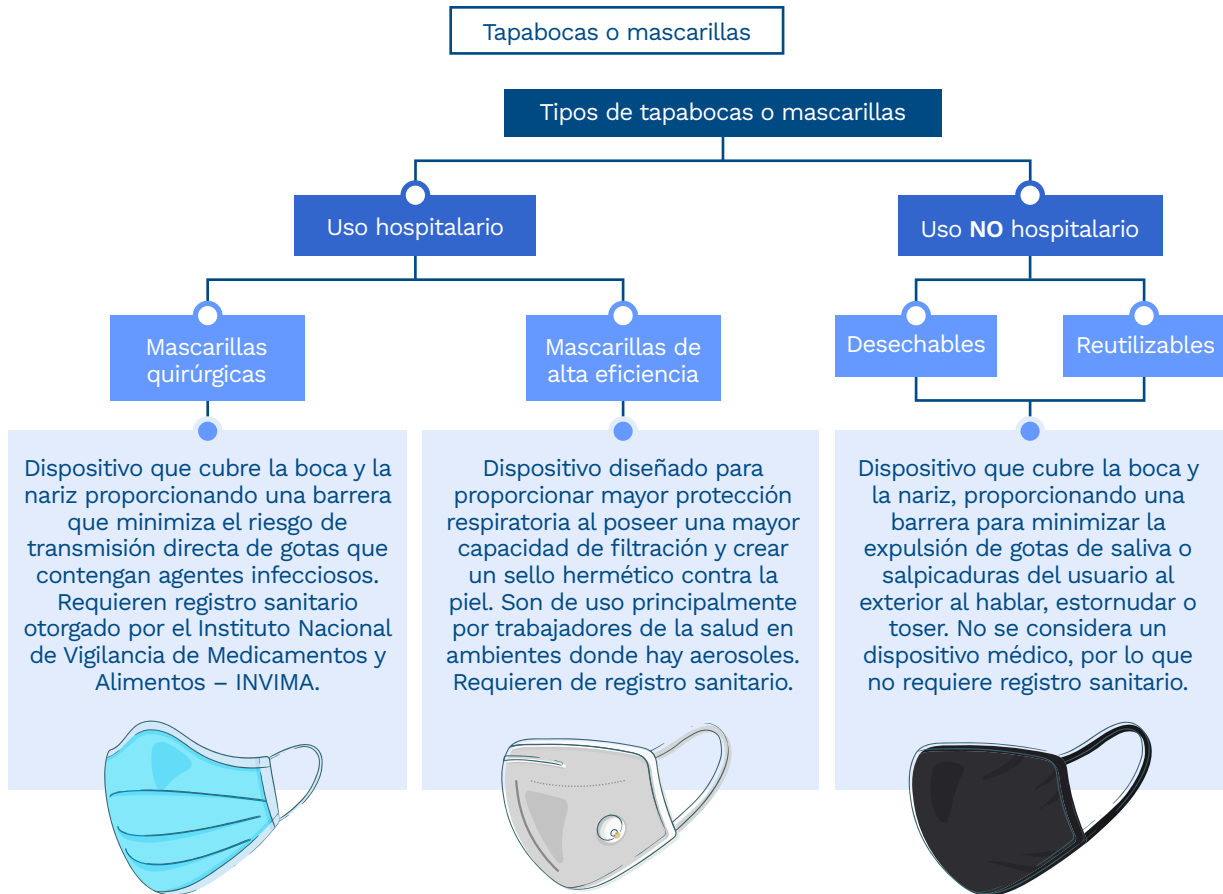 Tapabocas o mascarillas
Tipos de tapabocas o mascarillas
Uso hospitalario
Uso NO hospitalario
Mascarillas
quirúrgicas
Mascarillas de
alta eficiencia
Desechables
Reutilizables
Dispositivo que cubre la boca y la
nariz proporcionando una barrera
que minimiza el riesgo de
transmisión directa de gotas que
contengan agentes infecciosos.
Requieren registro sanitario
otorgado por el Instituto Nacional
de Vigilancia de Medicamentos y
Alimentos – INVIMA.
Dispositivo diseñado para
proporcionar mayor protección
respiratoria al poseer una mayor
capacidad de filtración y crear
un sello hermético contra la
piel. Son de uso principalmente
por trabajadores de la salud en
ambientes donde hay aerosoles.
Requieren de registro sanitario.
Dispositivo que cubre la boca y
la nariz, proporcionando una
barrera para minimizar la
expulsión de gotas de saliva o
salpicaduras del usuario al
exterior al hablar, estornudar o
toser. No se considera un
dispositivo médico, por lo que
no requiere registro sanitario.